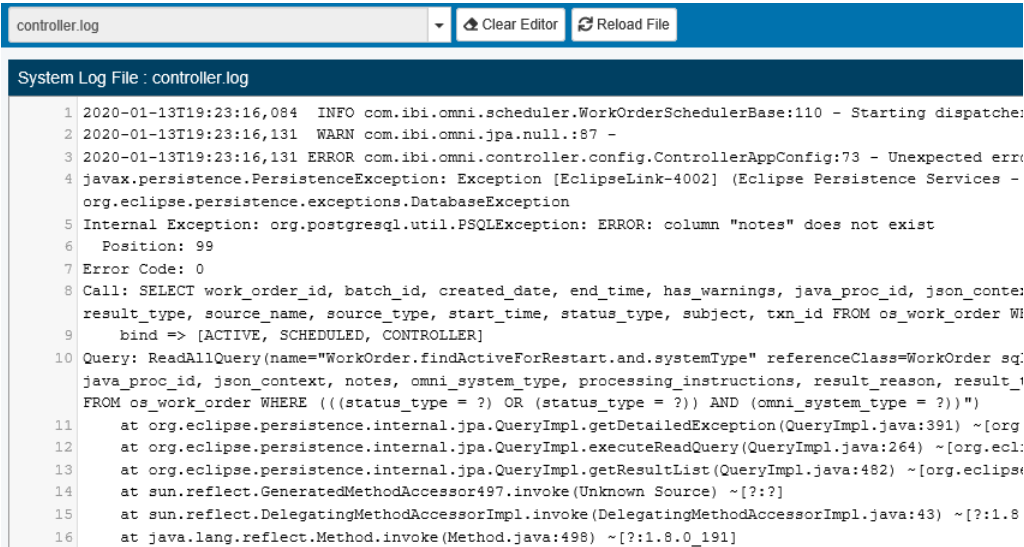 controller.log
Clear Editor
Reload File
System Log File : controller.log
1 2020-01-13T19:23:16,084  INFO com.ibi.omni.scheduler.WorkOrderSchedulerBase:110 - Starting dispatcher
2 2020-01-13T19:23:16,131  WARN com.ibi.omni.jpa.null.:87 -
3 2020-01-13T19:23:16,131 ERROR com.ibi.omni.controller.config.ControllerAppConfig:73 - Unexpected erro
4 javax.persistence.PersistenceException: Exception [EclipseLink-4002] (Eclipse Persistence Services -
org.eclipse.persistence.exceptions.DatabaseException
5 Internal Exception: org.postgresql.util.PSQLException: ERROR: column "notes" does not exist
6   Position: 99
7 Error Code: 0
8 Call: SELECT work_order_id, batch_id, created_date, end_time, has_warnings, java_proc_id, json_contex
result_type, source_name, source_type, start_time, status_type, subject, txn_id FROM os_work_order WH
9     bind => [ACTIVE, SCHEDULED, CONTROLLER]
10 Query: ReadAllQuery(name="WorkOrder.findActiveForRestart.and.systemType" referenceClass=WorkOrder sql
java_proc_id, json_context, notes, omni_system_type, processing_instructions, result_reason, result_t
FROM os_work_order WHERE (((status_type = ?) OR (status_type = ?)) AND (omni_system_type = ?))")
11     at org.eclipse.persistence.internal.jpa.QueryImpl.getDetailedException(QueryImpl.java:391) ~[org.
12     at org.eclipse.persistence.internal.jpa.QueryImpl.executeReadQuery(QueryImpl.java:264) ~[org.ecli
13     at org.eclipse.persistence.internal.jpa.QueryImpl.getResultList(QueryImpl.java:482) ~[org.eclipse
14     at sun.reflect.GeneratedMethodAccessor497.invoke(Unknown Source) ~[?:?]
15     at sun.reflect.DelegatingMethodAccessorImpl.invoke(DelegatingMethodAccessorImpl.java:43) ~[?:1.8
16     at java.lang.reflect.Method.invoke(Method.java:498) ~[?:1.8.0_191]